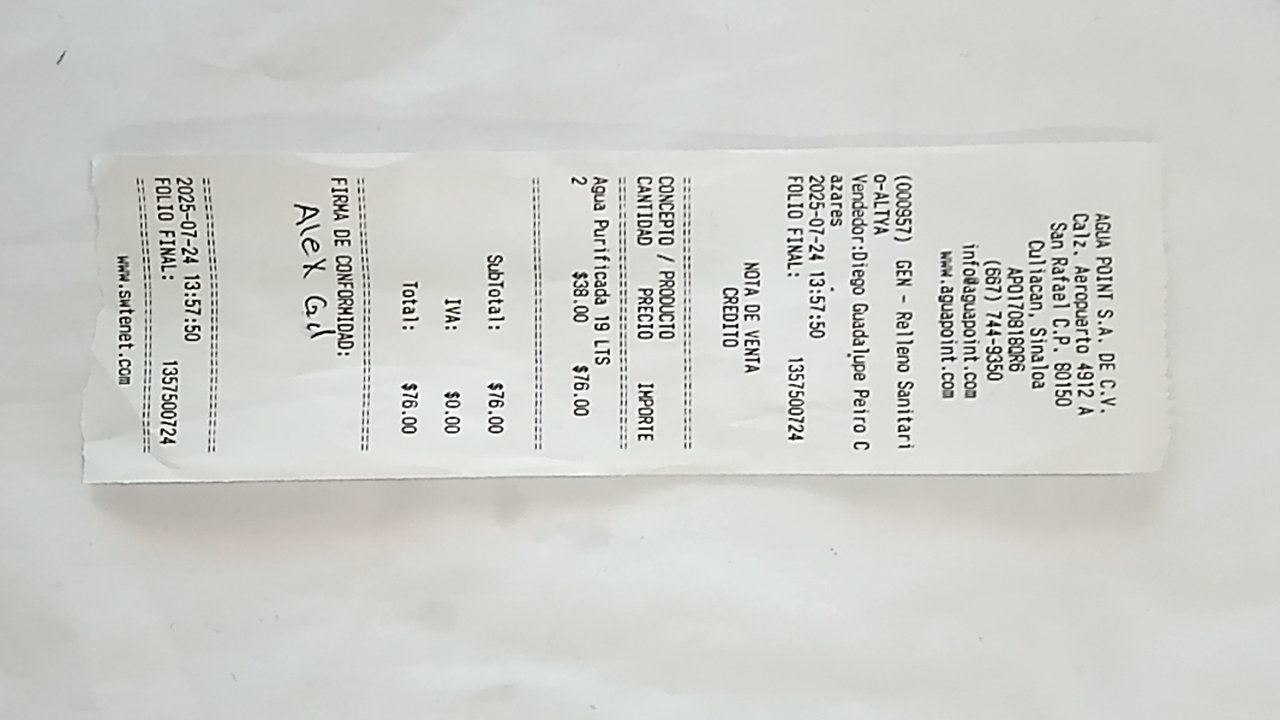 AGUA POINT S.A. DE C.V.
Calz. Aeropuerto 4912 A
San Rafael C.P. 80150
Culiacan, Sinaloa
APO170818QR6
(667) 744-9350
info@aguapoint.com
www.aguapoint.com
(000957) GEN - Relleno Sanitari
o-ALTYA
Vendedor:Diego Guadalupe Peiro C
azares
2025-07-24 13:57:50
FOLIO FINAL: 1357500724
NOTA DE VENTA
CREDITO
================================
CONCEPTO / PRODUCTO
CANTIDAD PRECIO IMPORTE
================================
Agua Purificada 19 LTS
2 $38.00 $76.00
================================
SubTotal: $76.00
IVA: $0.00
Total: $76.00
================================
FIRMA DE CONFORMIDAD:
Alex
================================
2025-07-24 13:57:50
FOLIO FINAL: 1357500724
================================
www.swtenet.com